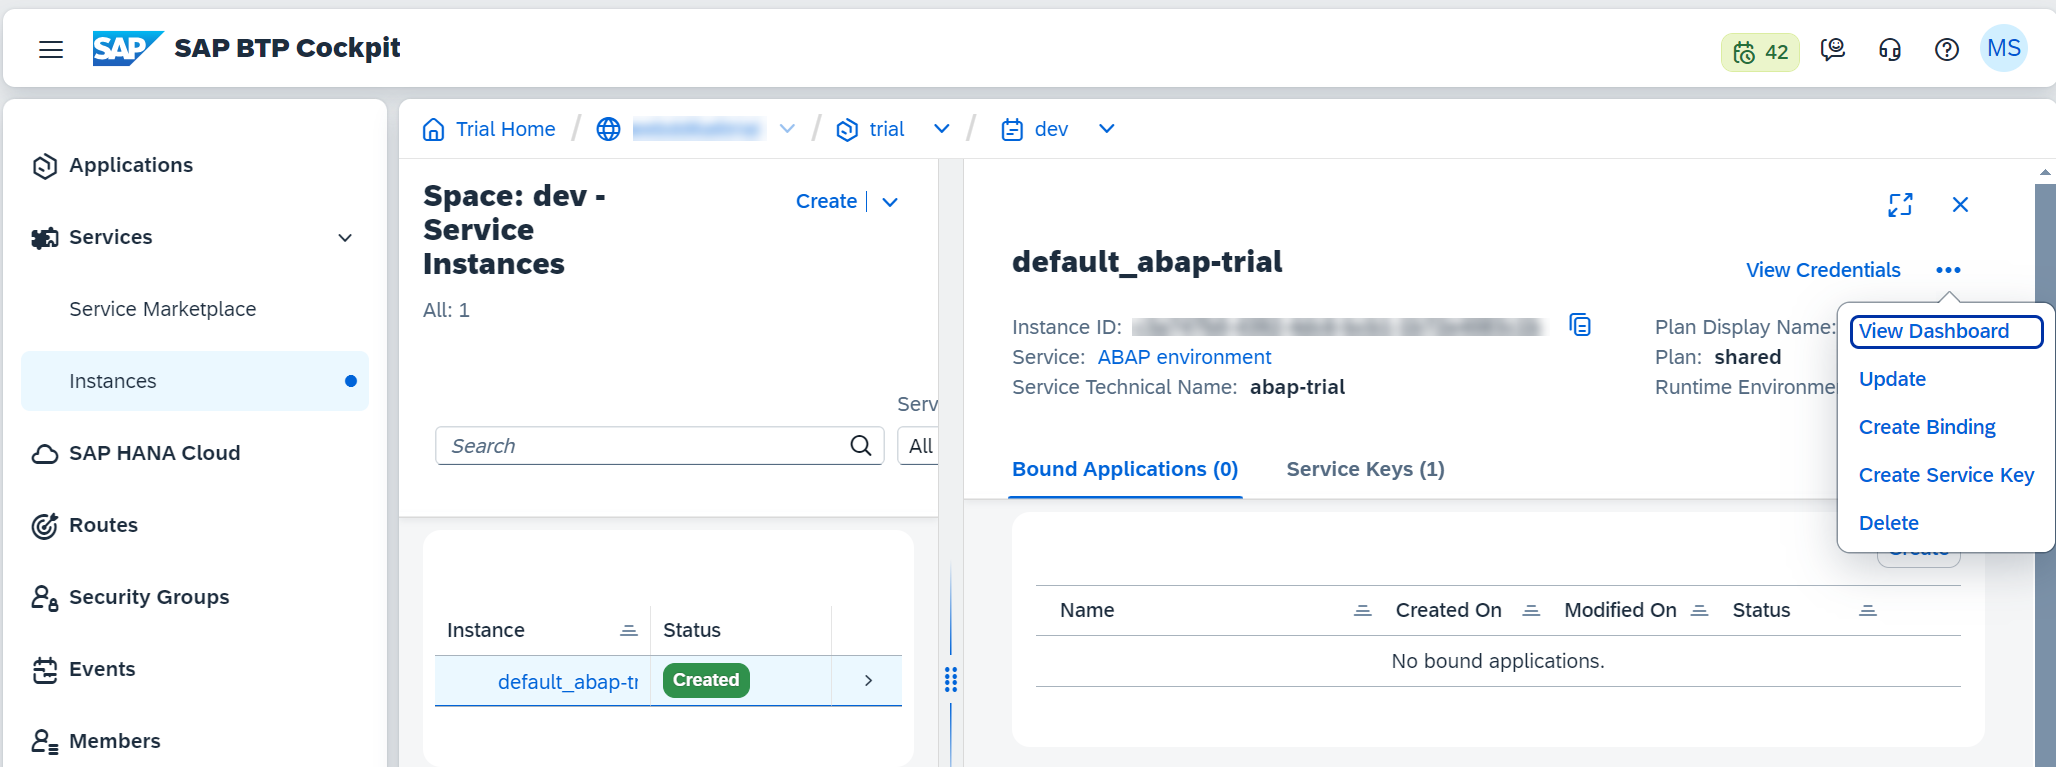 SAP SAP BTP Cockpit
42
MS
Applications
Services
Service Marketplace
Instances
SAP HANA Cloud
Routes
Security Groups
Events
Members
Trial Home / / trial / dev
Space: dev -
Service
Instances
Create
All: 1
Serv
Search
All
Instance Status
default_abap-tr Created
default_abap-trial
View Credentials
Instance ID:
Service: ABAP environment
Service Technical Name: abap-trial
Plan Display Name:
Plan: shared
Runtime Environme
View Dashboard
Update
Create Binding
Create Service Key
Delete
Bound Applications (0) Service Keys (1)
Create
Name Created On Modified On Status
No bound applications.